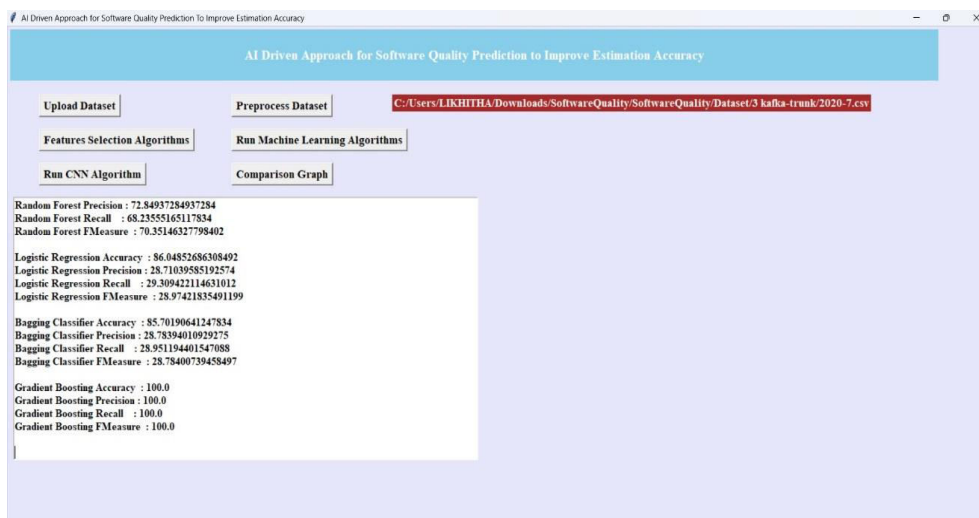 AI Driven Approach for Software Quality Prediction To Improve Estimation Accuracy
AI Driven Approach for Software Quality Prediction to Improve Estimation Accuracy
Upload Dataset
Preprocess Dataset
C:/Users/LIKHITHA/Downloads/SoftwareQuality/SoftwareQuality/Dataset/3 kafka-trunk/2020-7.csv
Features Selection Algorithms
Run Machine Learning Algorithms
Run CNN Algorithm
Comparison Graph
Random Forest Precision : 72.84937284937284
Random Forest Recall : 68.23555165117834
Random Forest FMeasure : 70.35146327798402
Logistic Regression Accuracy : 86.04852686308492
Logistic Regression Precision : 28.71039585192574
Logistic Regression Recall : 29.309422114631012
Logistic Regression FMeasure : 28.97421835491199
Bagging Classifier Accuracy : 85.70190641247834
Bagging Classifier Precision : 28.78394010929275
Bagging Classifier Recall : 28.951194401547088
Bagging Classifier FMeasure : 28.78400739458497
Gradient Boosting Accuracy : 100.0
Gradient Boosting Precision : 100.0
Gradient Boosting Recall : 100.0
Gradient Boosting FMeasure : 100.0